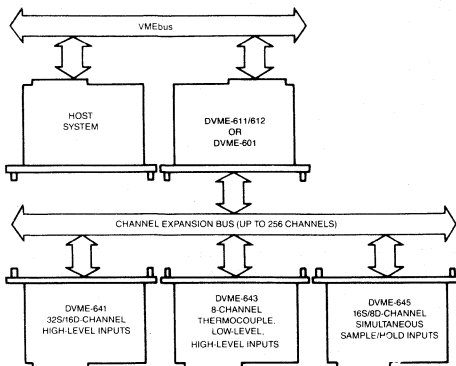 VMEbus
HOST
SYSTEM
DVME-611/612
OR
DVME-601
CHANNEL EXPANSION BUS (UP TO 256 CHANNELS)
DVME-641
32S/16D-CHANNEL
HIGH-LEVEL INPUTS
DVME-643
8-CHANNEL
THERMOCOUPLE,
LOW-LEVEL,
HIGH-LEVEL INPUTS
DVME-645
16S/8D-CHANNEL
SIMULTANEOUS
SAMPLE/HOLD INPUTS